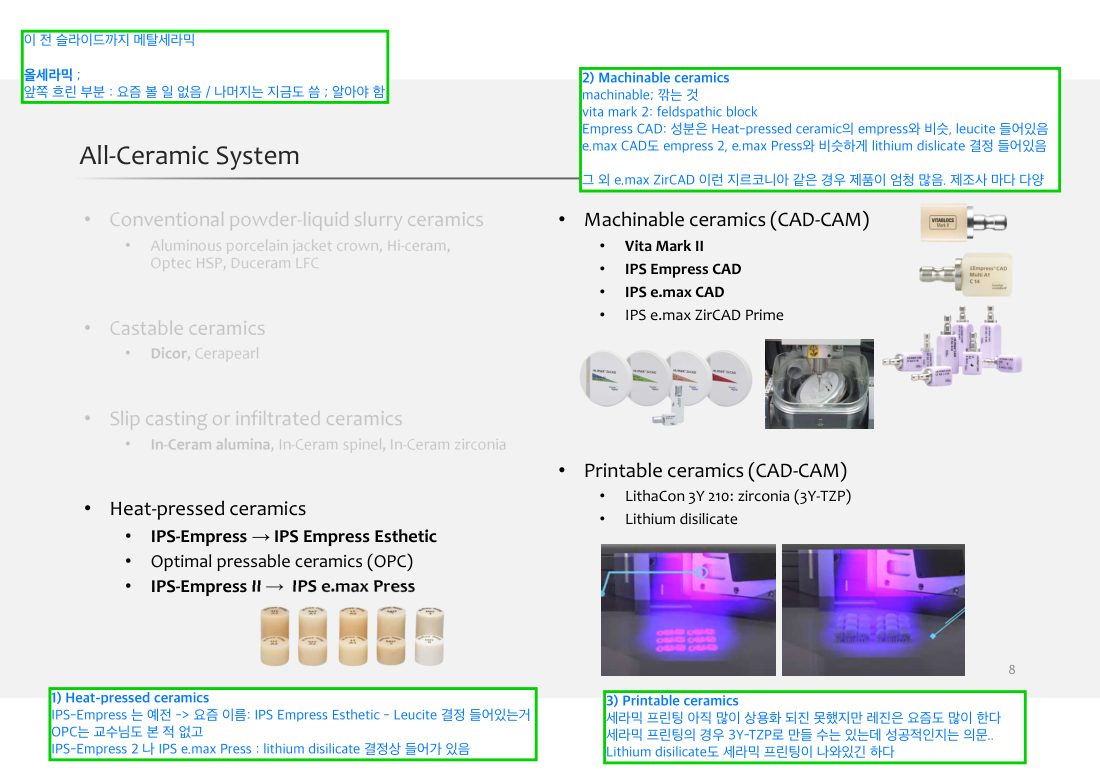 이 전 슬라이드까지 메탈세라믹
올세라믹 ;
앞쪽 흐린 부분 : 요즘 볼 일 없음 / 나머지는 지금도 씀 ; 알아야 함
2) Machinable ceramics
machinable; 깎는 것
vita mark 2: feldspathic block
Empress CAD: 성분은 Heat-pressed ceramic의 empress와 비슷, leucite 들어있음
e.max CAD도 empress 2, e.max Press와 비슷하게 lithium dislicate 결정 들어있음
그 외 e.max ZirCAD 이런 지르코니아 같은 경우 제품이 엄청 많음. 제조사 마다 다양
All-Ceramic System
• Conventional powder-liquid slurry ceramics
• Aluminous porcelain jacket crown, Hi-ceram,
Optec HSP, Duceram LFC
• Castable ceramics
• Dicor, Cerapearl
• Slip casting or infiltrated ceramics
• In-Ceram alumina, In-Ceram spinel, In-Ceram zirconia
• Heat-pressed ceramics
• IPS-Empress → IPS Empress Esthetic
• Optimal pressable ceramics (OPC)
• IPS-Empress II → IPS e.max Press
• Machinable ceramics (CAD-CAM)
• Vita Mark II
• IPS Empress CAD
• IPS e.max CAD
• IPS e.max ZirCAD Prime
VITABLOCS
Mark II
Empress CAD
Multi A1
C 14
• Printable ceramics (CAD-CAM)
• LithaCon 3Y 210: zirconia (3Y-TZP)
• Lithium disilicate
8
1) Heat-pressed ceramics
IPS-Empress 는 예전 -> 요즘 이름: IPS Empress Esthetic - Leucite 결정 들어있는거
OPC는 교수님도 본 적 없고
IPS-Empress 2 나 IPS e.max Press : lithium disilicate 결정상 들어가 있음
3) Printable ceramics
세라믹 프린팅 아직 많이 상용화 되진 못했지만 레진은 요즘도 많이 한다
세라믹 프린팅의 경우 3Y-TZP로 만들 수는 있는데 성공적인지는 의문..
Lithium disilicate도 세라믹 프린팅이 나와있긴 하다